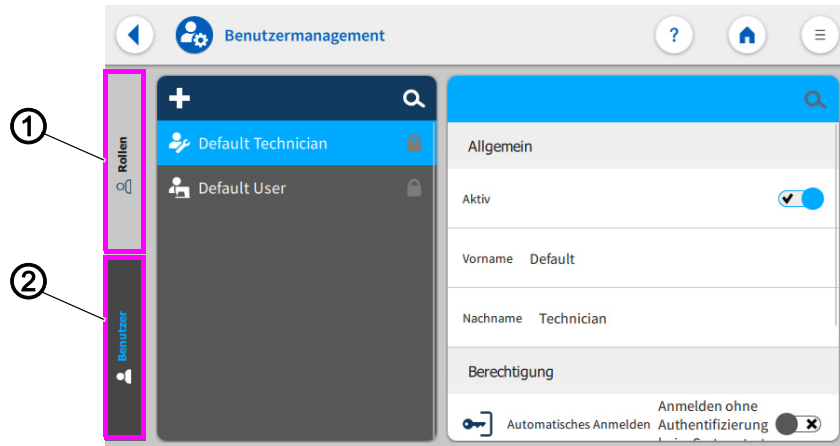 Benutzermanagement
?
①
Rollen
②
Benutzer
Default Technician
Default User
Allgemein
Aktiv
Vorname Default
Nachname Technician
Berechtigung
Automatisches Anmelden
Anmelden ohne
Authentifizierung